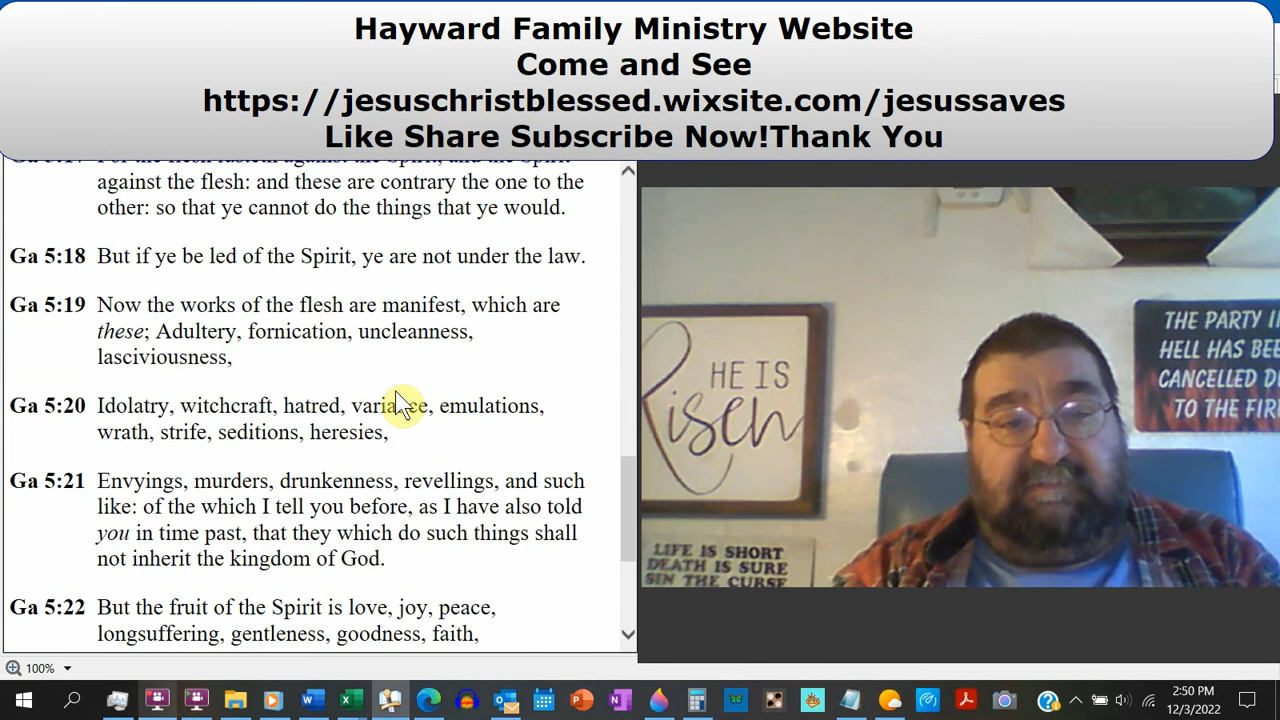 Hayward Family Ministry Website
Come and See
https://jesuschristblessed.wixsite.com/jesussaves
Like Share Subscribe Now!Thank You
against the flesh: and these are contrary the one to the
other: so that ye cannot do the things that ye would.
Ga 5:18 But if ye be led of the Spirit, ye are not under the law.
Ga 5:19 Now the works of the flesh are manifest, which are
these; Adultery, fornication, uncleanness,
lasciviousness,
Ga 5:20 Idolatry, witchcraft, hatred, variance, emulations,
wrath, strife, seditions, heresies,
Ga 5:21 Envyings, murders, drunkenness, revellings, and such
like: of the which I tell you before, as I have also told
you in time past, that they which do such things shall
not inherit the kingdom of God.
Ga 5:22 But the fruit of the Spirit is love, joy, peace,
longsuffering, gentleness, goodness, faith,
HE IS
Risen
THE PARTY I
HELL HAS BEE
CANCELLED D
TO THE FIR
LIFE IS SHORT
DEATH IS SURE
SIN THE CURSE
100%
2:50 PM
12/3/2022